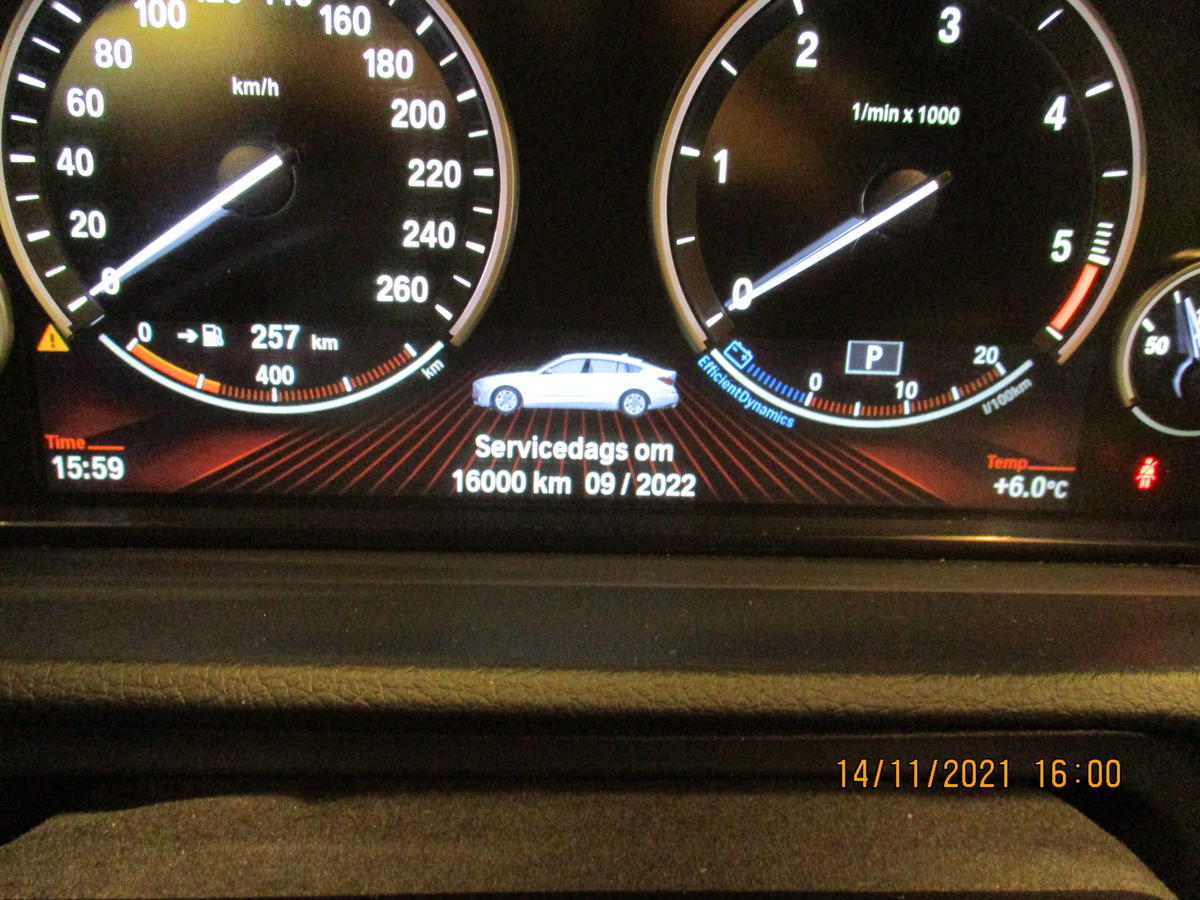 100
160
80
180
km/h
60
200
40
220
20
240
0
260
3
2
4
1/min x 1000
1
5
0
0
257 km
400
km
P
20
0
10
EfficientDynamics
l/100km
50
Servicedags om
16000 km 09 / 2022
Time
15:59
Temp
+6.0°C
14/11/2021 16:00